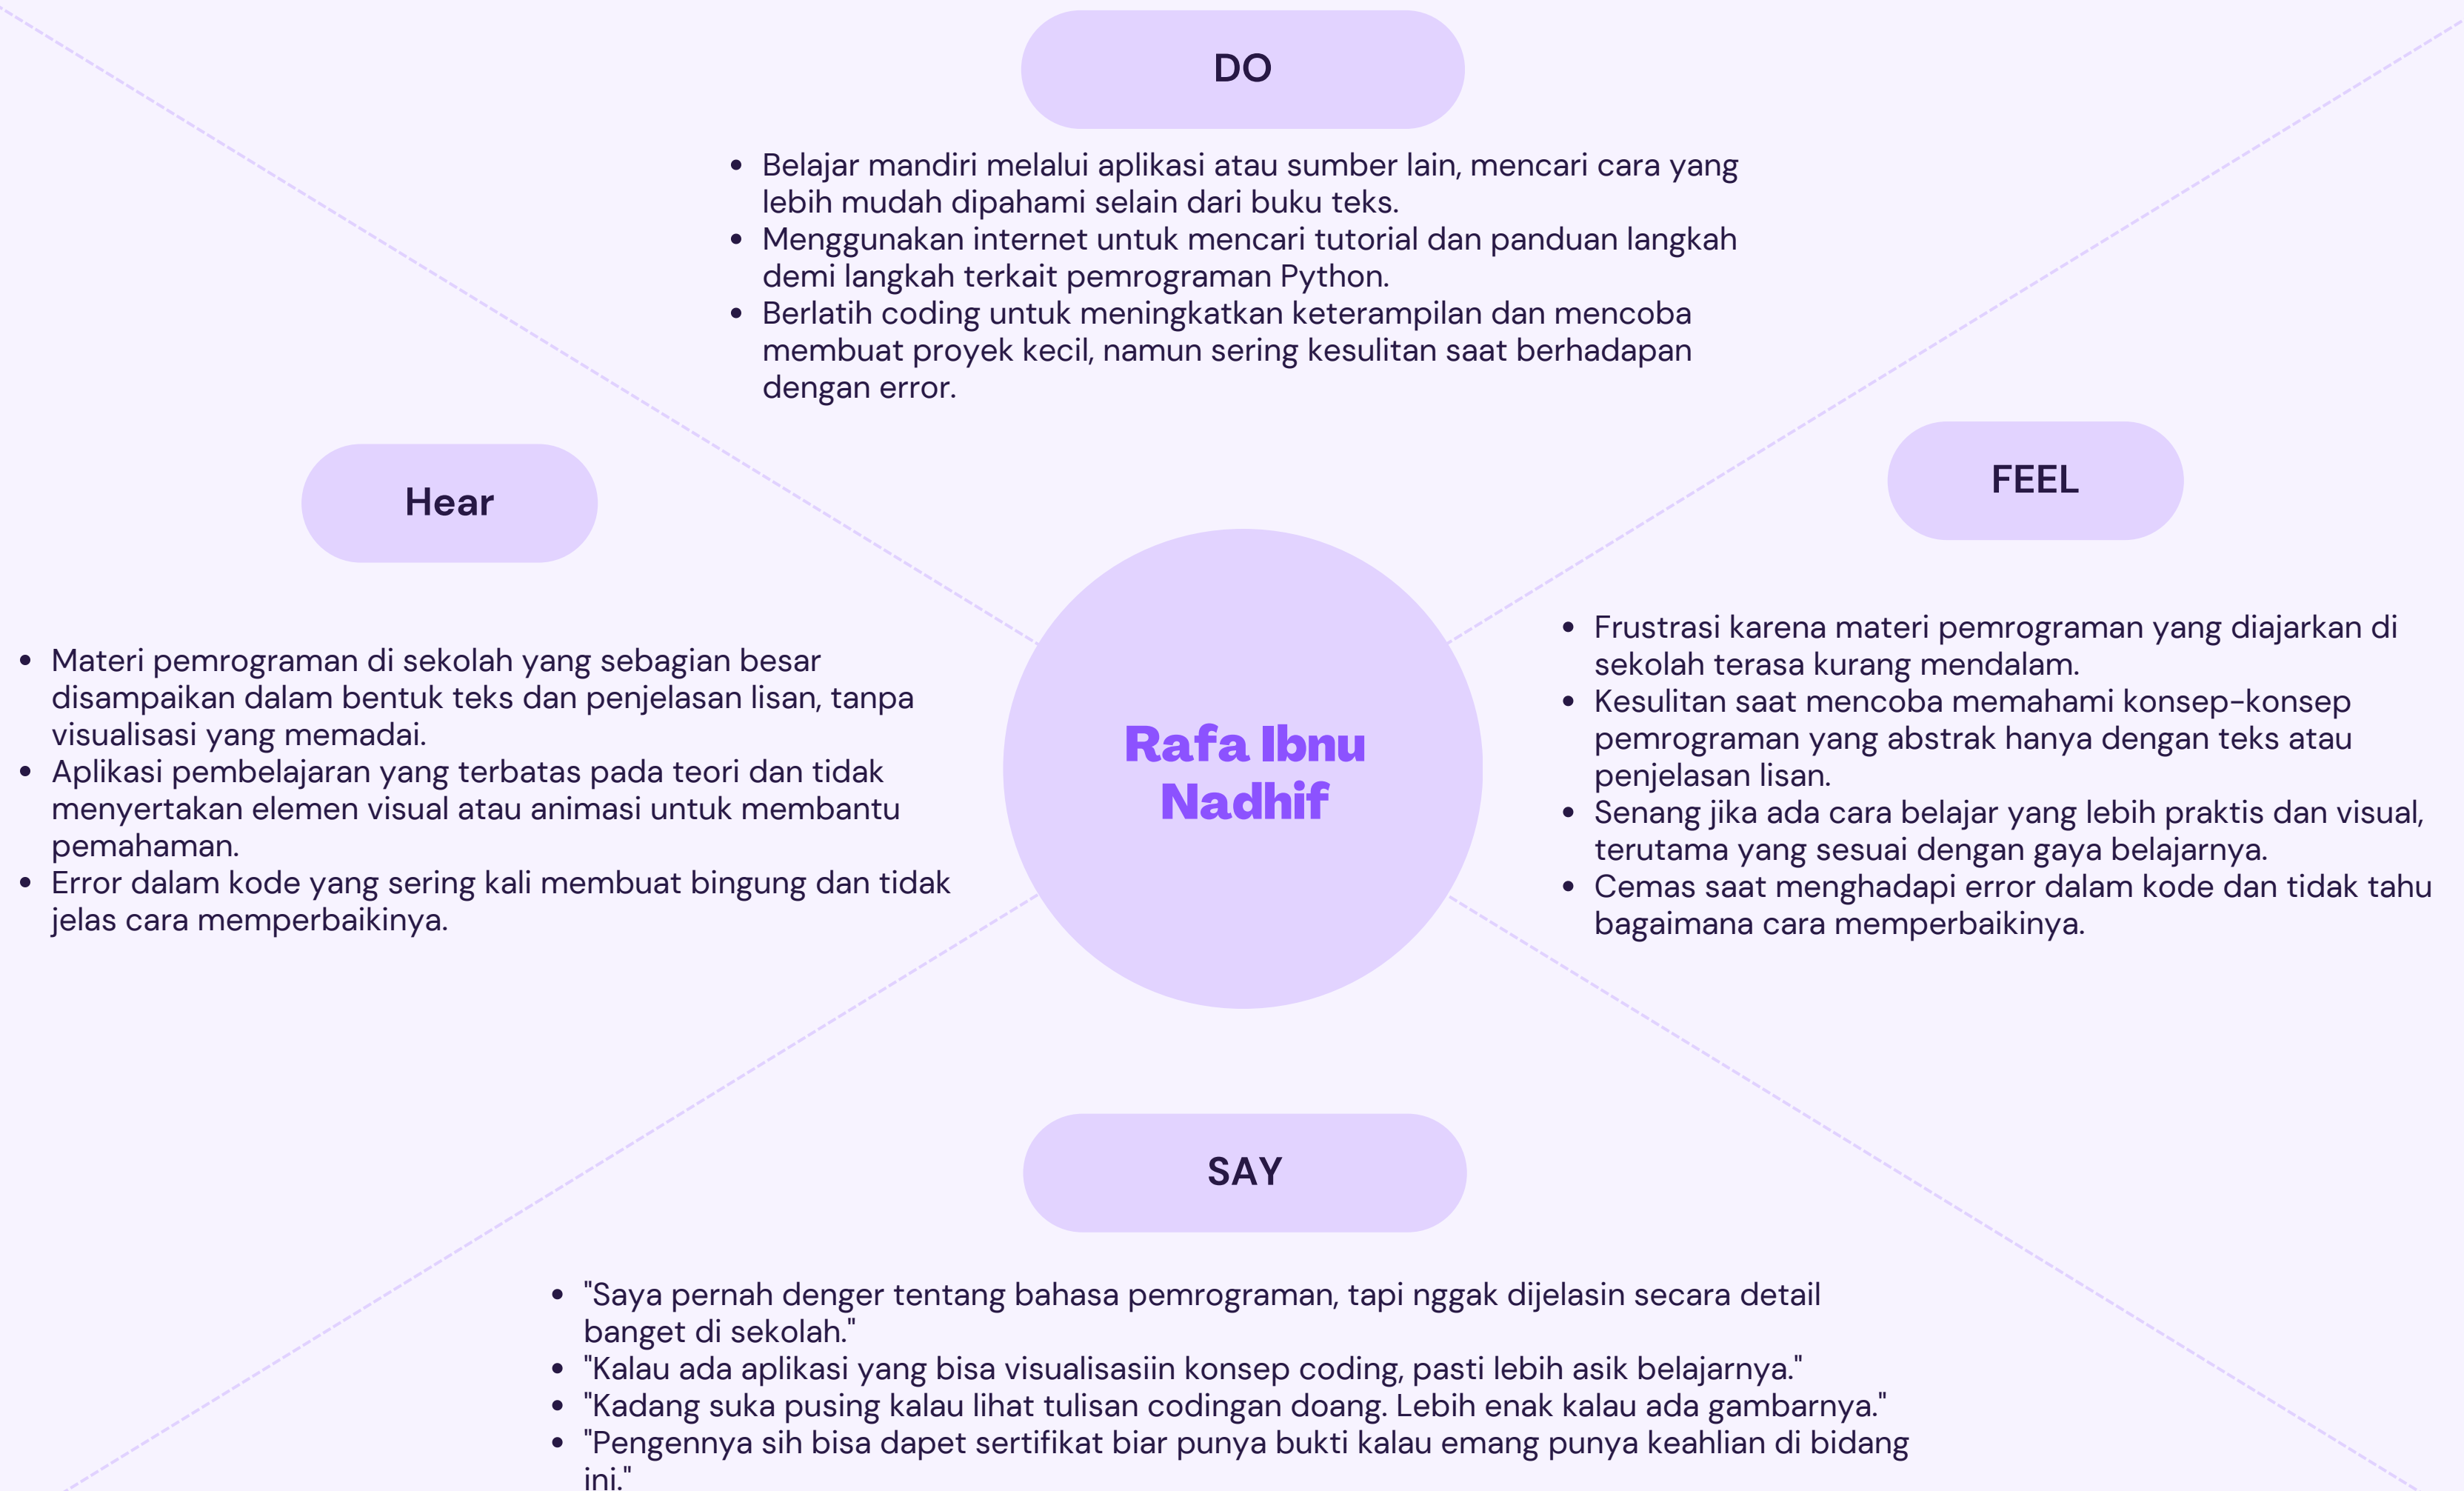 DO
• Belajar mandiri melalui aplikasi atau sumber lain, mencari cara yang
lebih mudah dipahami selain dari buku teks.
• Menggunakan internet untuk mencari tutorial dan panduan langkah
demi langkah terkait pemrograman Python.
• Berlatih coding untuk meningkatkan keterampilan dan mencoba
membuat proyek kecil, namun sering kesulitan saat berhadapan
dengan error.
Hear
• Materi pemrograman di sekolah yang sebagian besar
disampaikan dalam bentuk teks dan penjelasan lisan, tanpa
visualisasi yang memadai.
• Aplikasi pembelajaran yang terbatas pada teori dan tidak
menyertakan elemen visual atau animasi untuk membantu
pemahaman.
• Error dalam kode yang sering kali membuat bingung dan tidak
jelas cara memperbaikinya.
Rafa Ibnu
Nadhif
FEEL
• Frustrasi karena materi pemrograman yang diajarkan di
sekolah terasa kurang mendalam.
• Kesulitan saat mencoba memahami konsep-konsep
pemrograman yang abstrak hanya dengan teks atau
penjelasan lisan.
• Senang jika ada cara belajar yang lebih praktis dan visual,
terutama yang sesuai dengan gaya belajarnya.
• Cemas saat menghadapi error dalam kode dan tidak tahu
bagaimana cara memperbaikinya.
SAY
• "Saya pernah denger tentang bahasa pemrograman, tapi nggak dijelasin secara detail
banget di sekolah."
• "Kalau ada aplikasi yang bisa visualisasiin konsep coding, pasti lebih asik belajarnya."
• "Kadang suka pusing kalau lihat tulisan codingan doang. Lebih enak kalau ada gambarnya."
• "Pengennya sih bisa dapet sertifikat biar punya bukti kalau emang punya keahlian di bidang
ini."